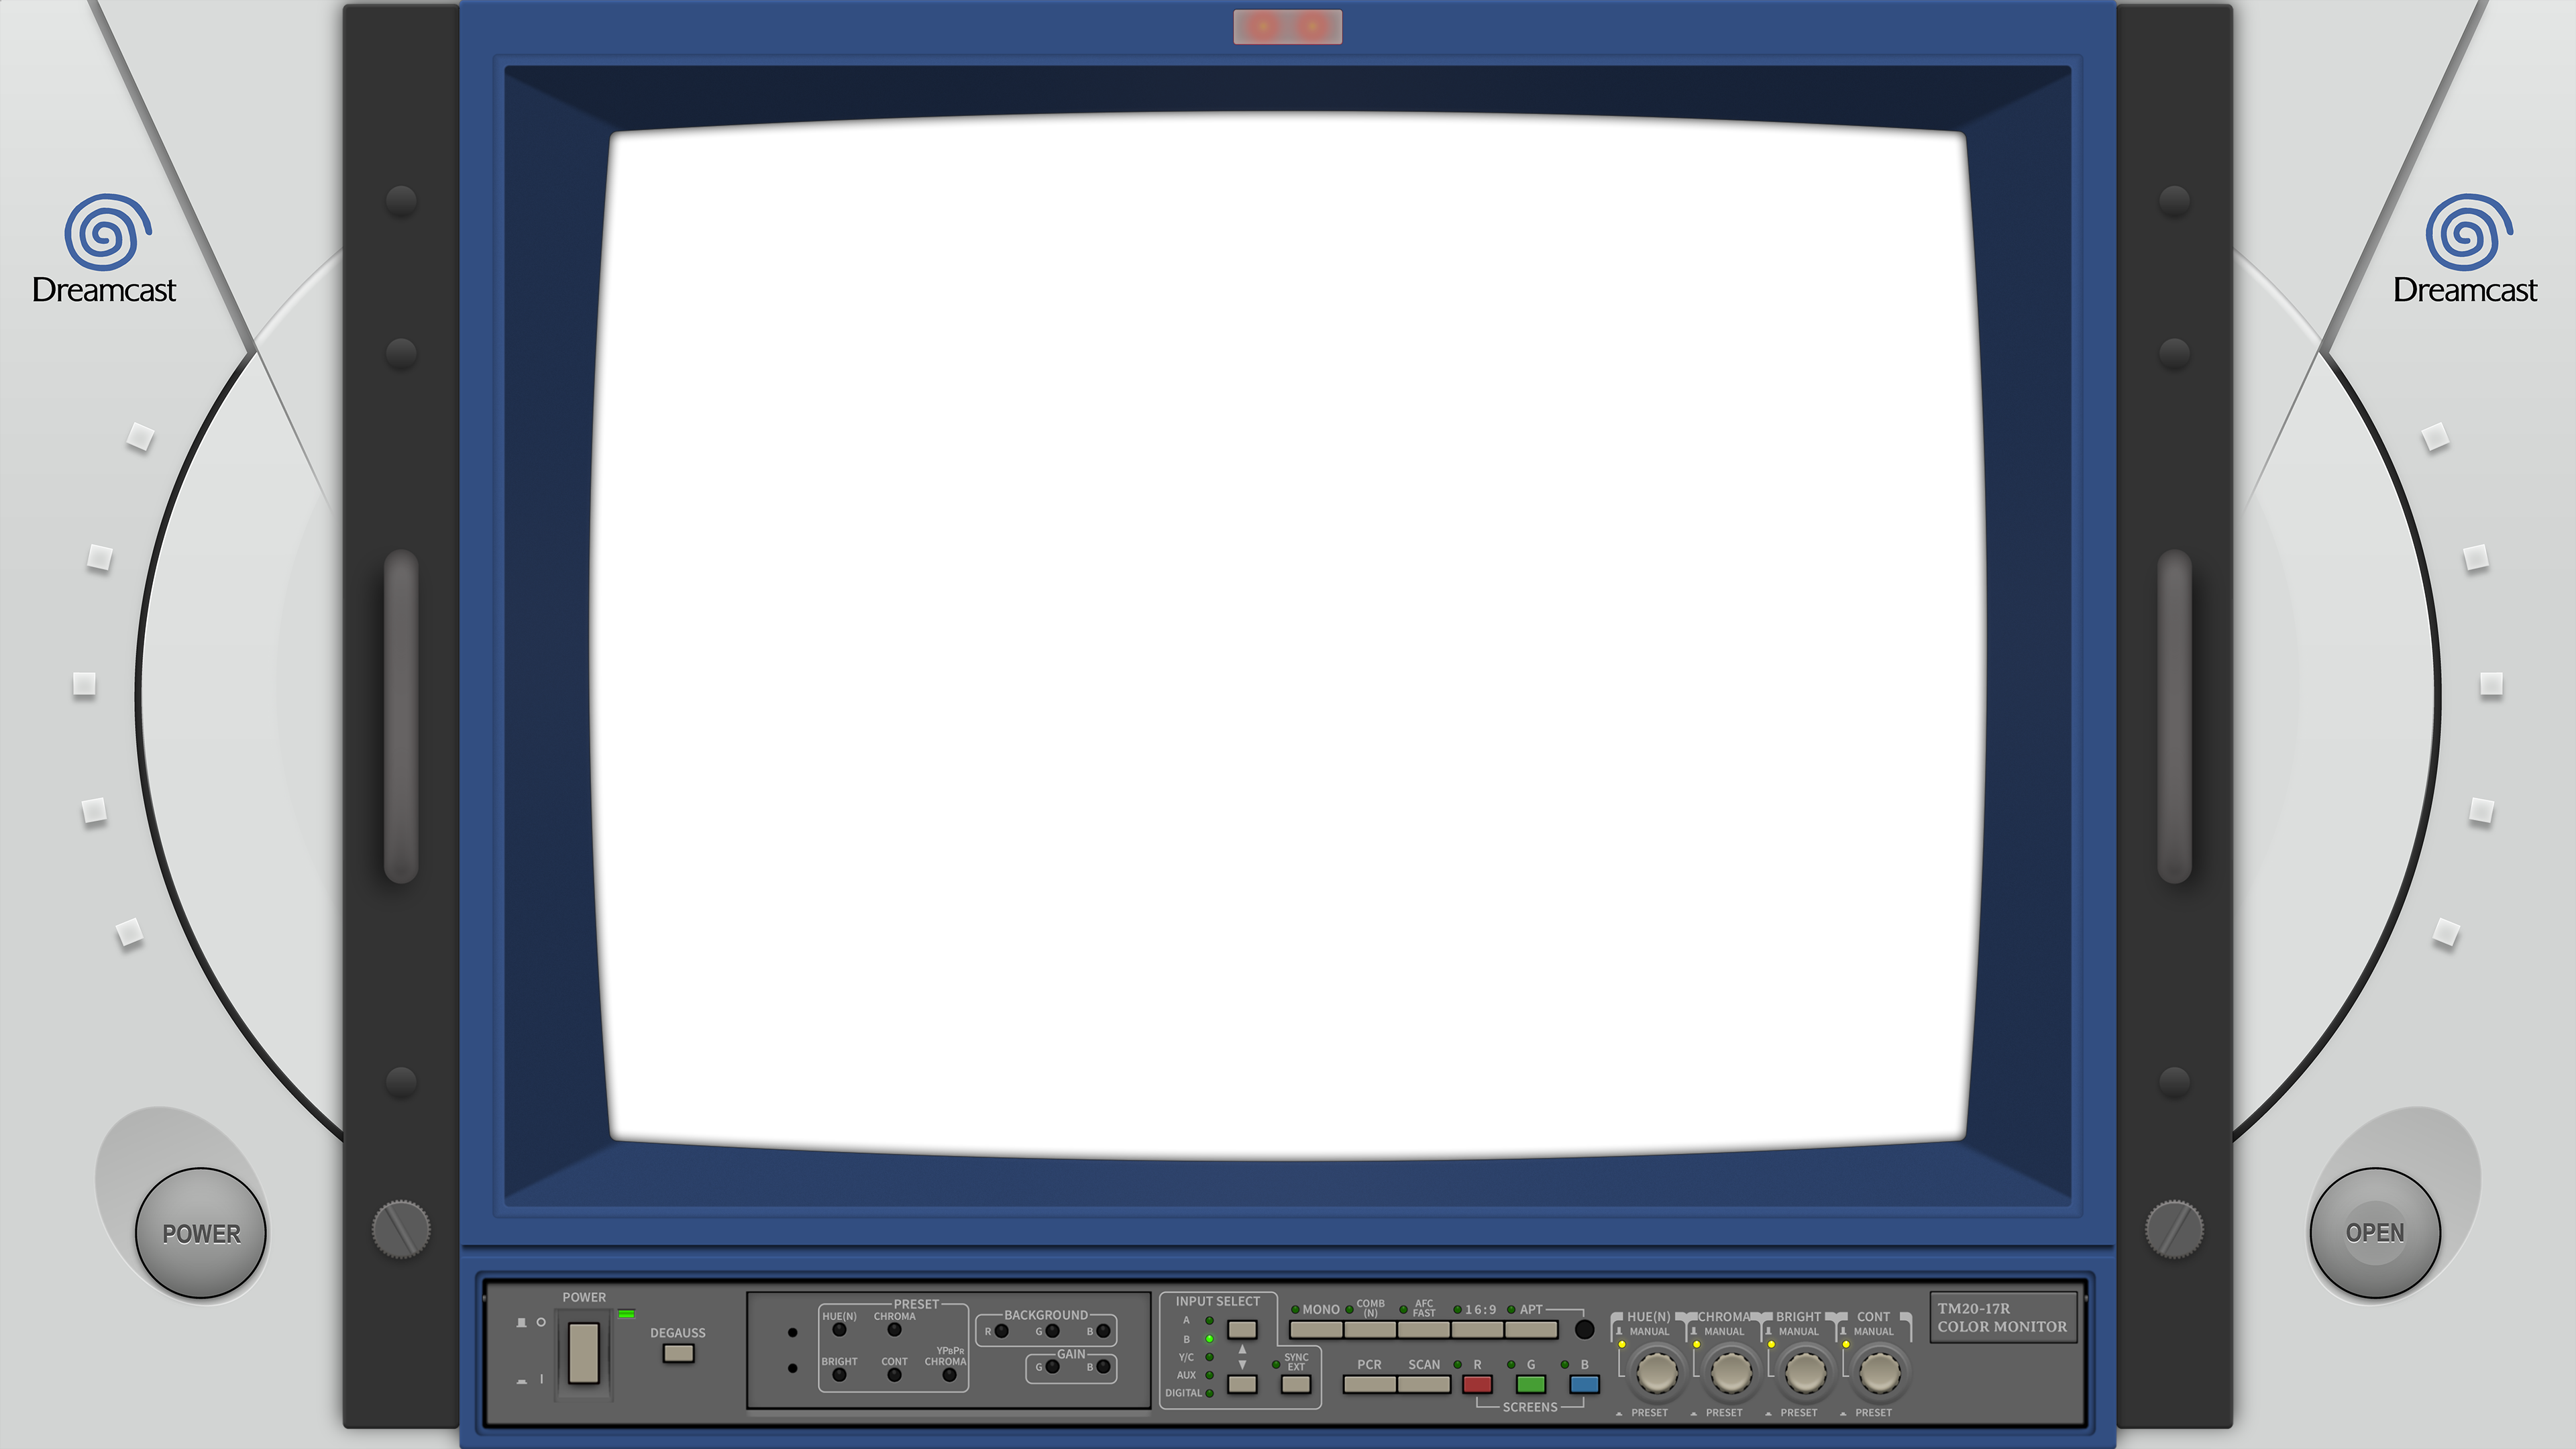 Dreamcast
Dreamcast
POWER
OPEN
POWER
DEGAUSS
PRESET
HUE(N) CHROMA
BRIGHT CONT YPBPR CHROMA
BACKGROUND
R G B
GAIN
G B
INPUT SELECT
A
B
Y/C
AUX
DIGITAL
SYNC
EXT
MONO COMB (N) AFC FAST 16:9 APT
PCR SCAN R G B
SCREENS
HUE(N) CHROMA BRIGHT CONT
MANUAL MANUAL MANUAL MANUAL
PRESET PRESET PRESET PRESET
TM20-17R
COLOR MONITOR